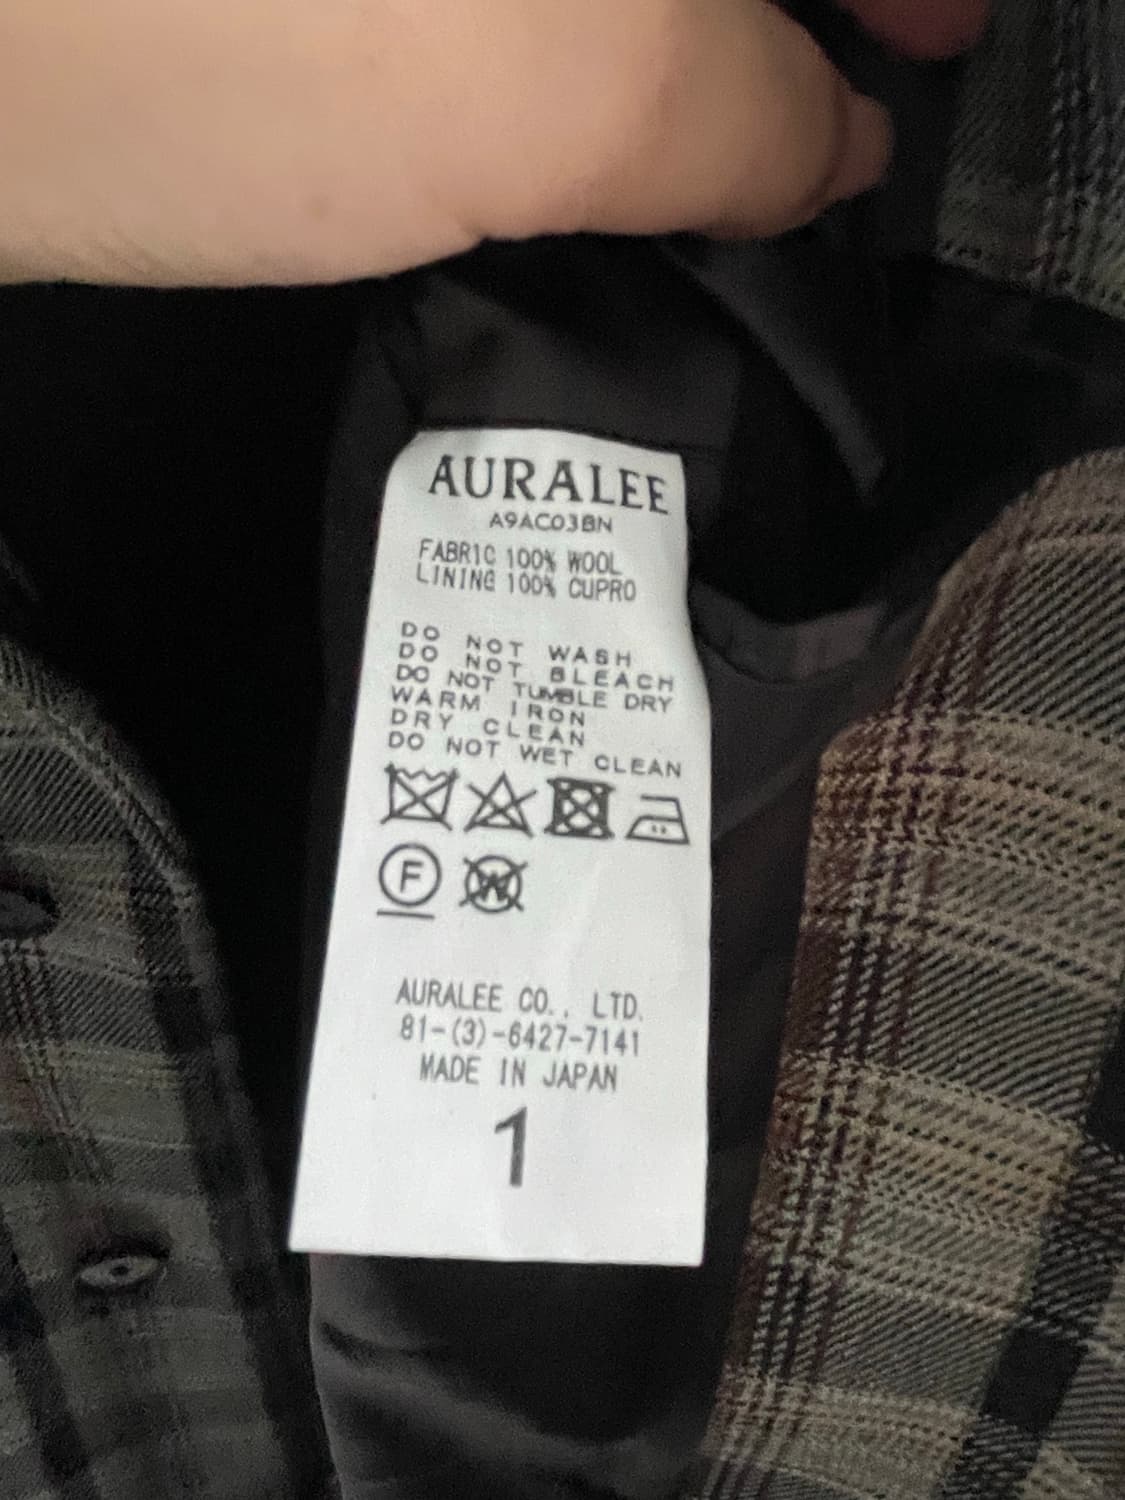 AURALEE
A9AC03BN
FABRIC 100% WOOL
LINING 100% CUPRO
DO NOT WASH
DO NOT BLEACH
DO NOT TUMBLE DRY
WARM IRON
DRY CLEAN
DO NOT WET CLEAN
F W
AURALEE CO., LTD.
81-(3)-6427-7141
MADE IN JAPAN
1